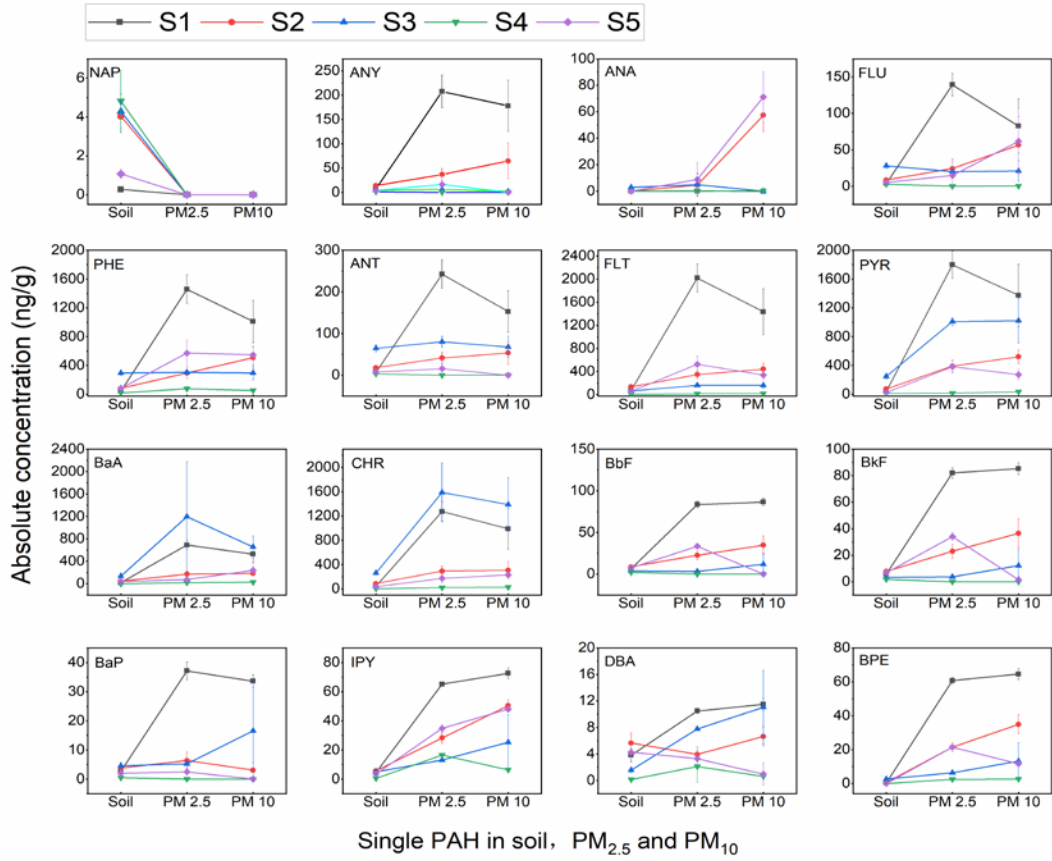 S1 S2 S3 S4 S5
NAP ANY ANA FLU
6 4 2 0
250 200 150 100 50 0
100 80 60 40 20 0
150 100 50 0
Soil PM2.5 PM10 Soil PM 2.5 PM 10 Soil PM 2.5 PM 10 Soil PM 2.5 PM 10
PHE ANT FLT PYR
2000 1600 1200 800 400 0
300 200 100 0
2400 2000 1600 1200 800 400 0
2000 1600 1200 800 400 0
Soil PM 2.5 PM 10 Soil PM 2.5 PM 10 Soil PM 2.5 PM 10 Soil PM 2.5 PM 10
BaA CHR BbF BkF
2400 2000 1600 1200 800 400 0
2000 1600 1200 800 400 0
150 100 50 0
100 80 60 40 20 0
Soil PM 2.5 PM 10 Soil PM 2.5 PM 10 Soil PM 2.5 PM 10 Soil PM 2.5 PM 10
BaP IPY DBA BPE
40 30 20 10 0
80 60 40 20 0
20 16 12 8 4 0
80 60 40 20 0
Soil PM 2.5 PM 10 Soil PM 2.5 PM 10 Soil PM 2.5 PM 10 Soil PM 2.5 PM 10
Absolute concentration (ng/g)
Single PAH in soil, PM2.5 and PM10